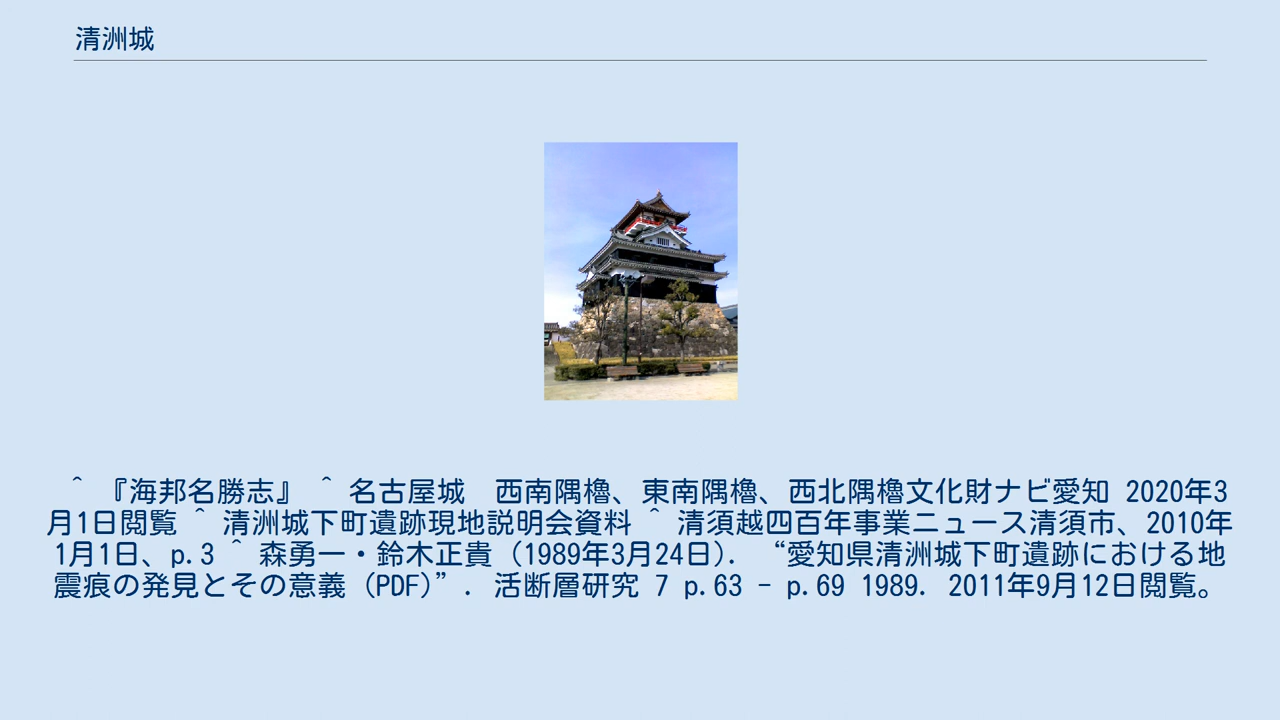 清洲城
^ 『海邦名勝志』 ^ 名古屋城　西南隅櫓、東南隅櫓、西北隅櫓文化財ナビ愛知 2020年3
月1日閲覧 ^ 清洲城下町遺跡現地説明会資料 ^ 清須越四百年事業ニュース清須市、2010年
1月1日、p.3 ^ 森勇一・鈴木正貴（1989年3月24日）. “愛知県清洲城下町遺跡における地
震痕の発見とその意義（PDF）”. 活断層研究 7 p.63 - p.69 1989. 2011年9月12日閲覧。